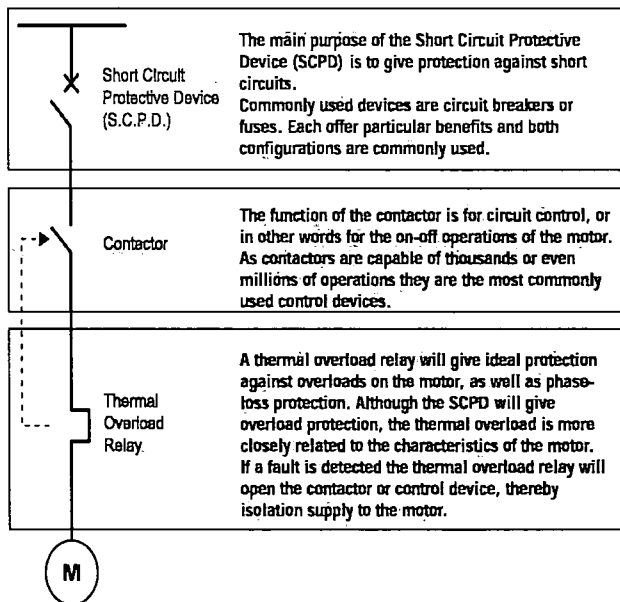 Short Circuit
Protective Device
(S.C.P.D.)
The main purpose of the Short Circuit Protective
Device (SCPD) is to give protection against short
circuits.
Commonly used devices are circuit breakers or
fuses. Each offer particular benefits and both
configurations are commonly used.
Contactor
The function of the contactor is for circuit control, or
in other words for the on-off operations of the motor.
As contactors are capable of thousands or even
millions of operations they are the most commonly
used control devices.
Thermal
Overload
Relay.
A thermal overload relay will give ideal protection
against overloads on the motor, as well as phase-
loss protection. Although the SCPD will give
overload protection, the thermal overload is more
closely related to the characteristics of the motor.
If a fault is detected the thermal overload relay will
open the contactor or control device, thereby
isolation supply to the motor.
M